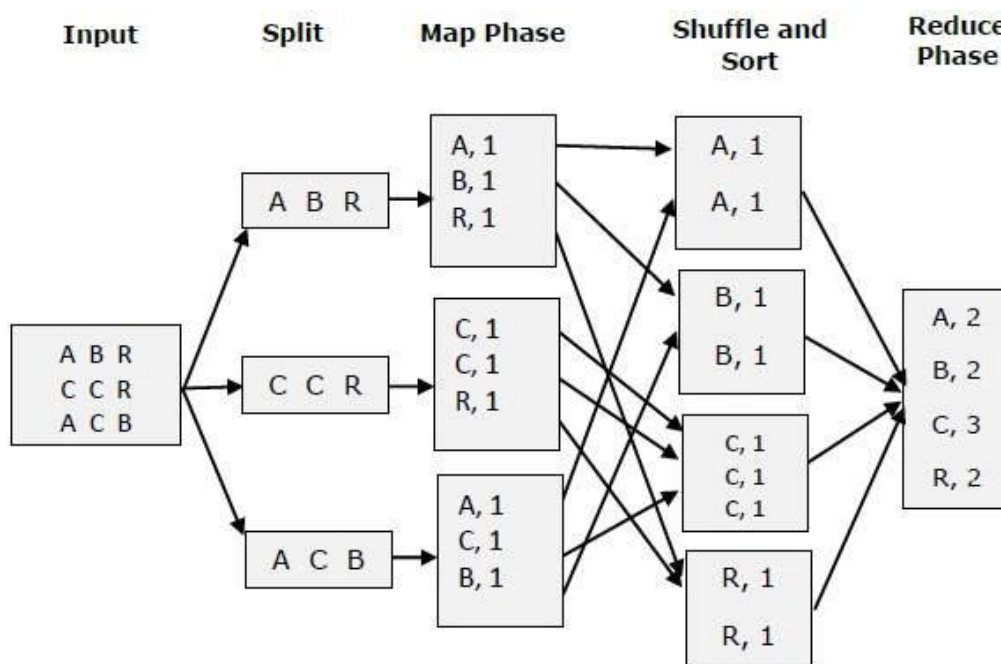 Input
Split
Map Phase
Shuffle and
Sort
Reduce
Phase
A B R
C C R
A C B
A B R
C C R
A C B
A, 1
B, 1
R, 1
C, 1
C, 1
R, 1
A, 1
C, 1
B, 1
A, 1
A, 1
B, 1
B, 1
C, 1
C, 1
C, 1
R, 1
R, 1
A, 2
B, 2
C, 3
R, 2